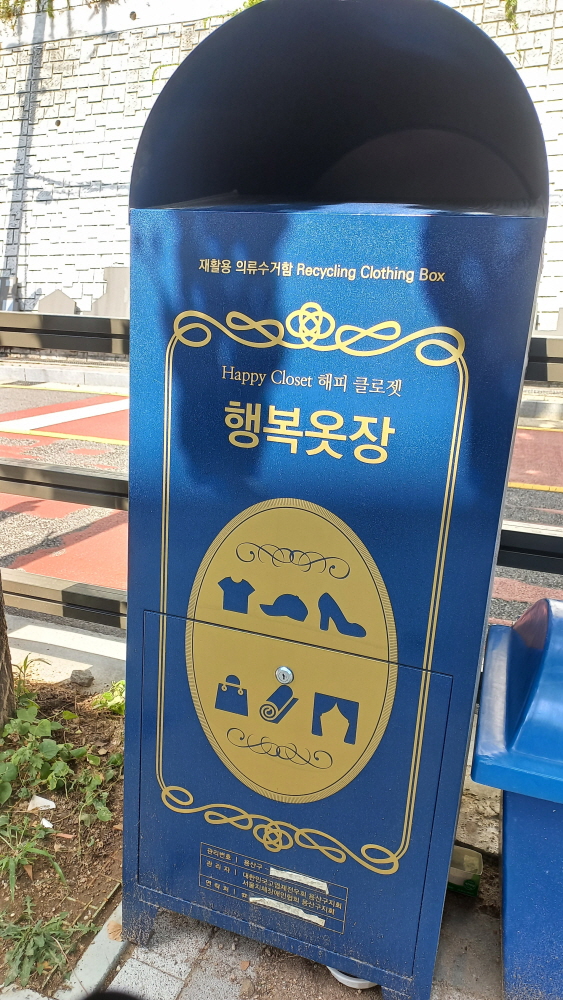 재활용 의류수거함 Recycling Clothing Box
Happy Closet 해피 클로젯
행복옷장
관리번호 용산구
관리자 대한민국고엽제전우회 용산구지회
서울지체장애인협회 용산구지회
연락처